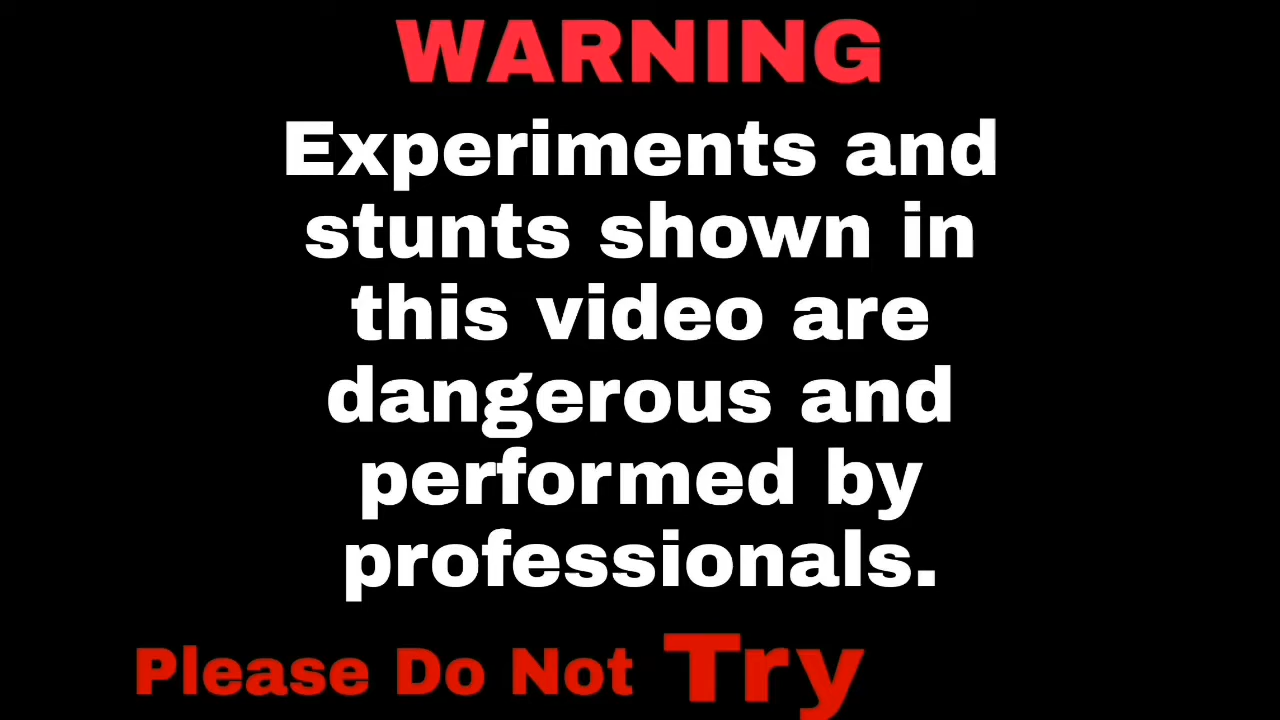 WARNING
Experiments and
stunts shown in
this video are
dangerous and
performed by
professionals.
Please Do Not Try